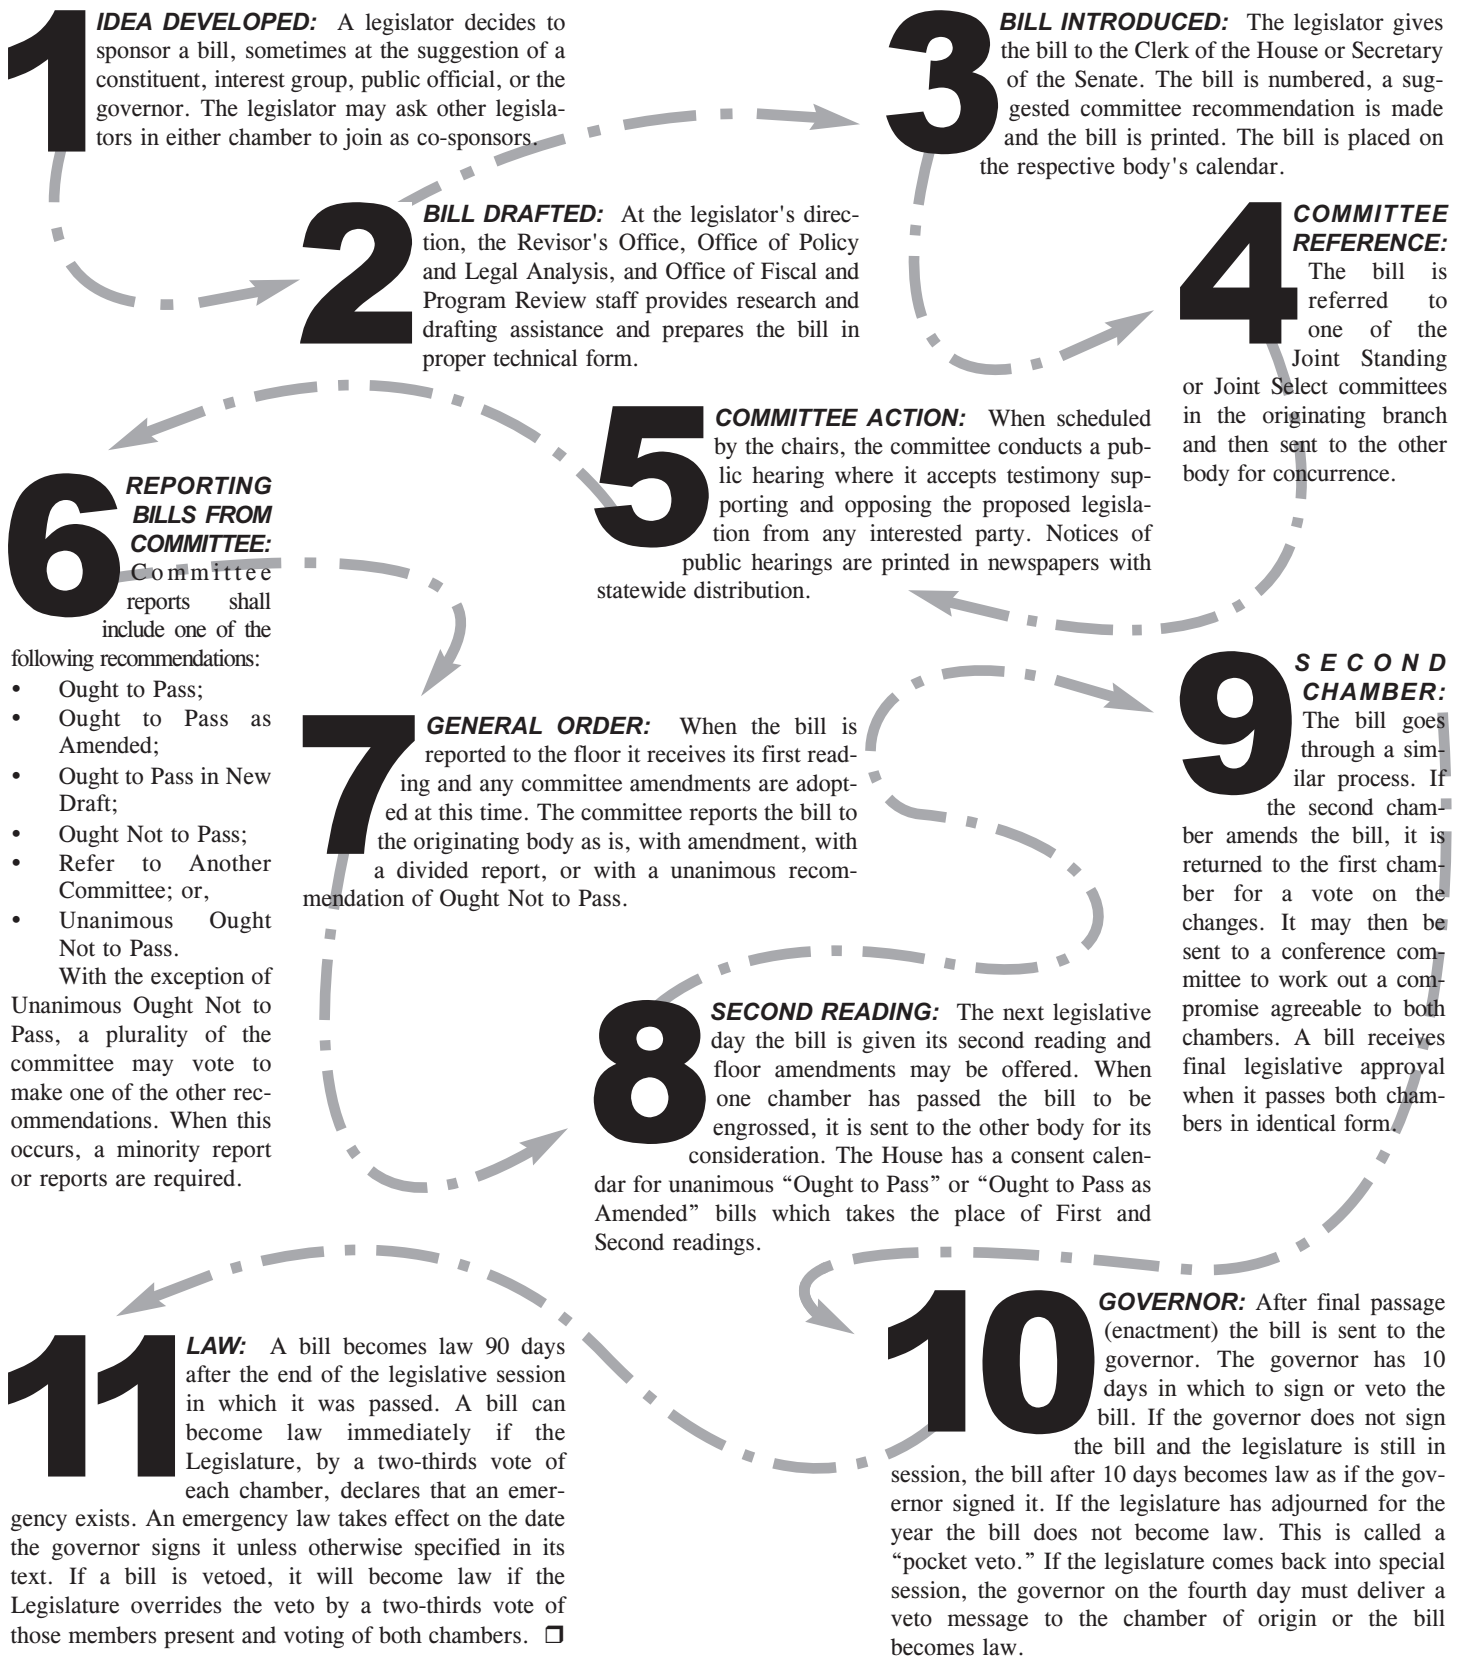 1
IDEA DEVELOPED: A legislator decides to
sponsor a bill, sometimes at the suggestion of a
constituent, interest group, public official, or the
governor. The legislator may ask other legisla-
tors in either chamber to join as co-sponsors.
2
BILL DRAFTED: At the legislator's direc-
tion, the Revisor's Office, Office of Policy
and Legal Analysis, and Office of Fiscal and
Program Review staff provides research and
drafting assistance and prepares the bill in
proper technical form.
3
BILL INTRODUCED: The legislator gives
the bill to the Clerk of the House or Secretary
of the Senate. The bill is numbered, a sug-
gested committee recommendation is made
and the bill is printed. The bill is placed on
the respective body's calendar.
4
COMMITTEE
REFERENCE:
The bill is
referred to
one of the
Joint Standing
or Joint Select committees
in the originating branch
and then sent to the other
body for concurrence.
5
COMMITTEE ACTION: When scheduled
by the chairs, the committee conducts a pub-
lic hearing where it accepts testimony sup-
porting and opposing the proposed legisla-
tion from any interested party. Notices of
public hearings are printed in newspapers with
statewide distribution.
6
REPORTING
BILLS FROM
COMMITTEE:
Committee
reports shall
include one of the
following recommendations:
• Ought to Pass;
• Ought to Pass as
Amended;
• Ought to Pass in New
Draft;
• Ought Not to Pass;
• Refer to Another
Committee; or,
• Unanimous Ought
Not to Pass.
With the exception of
Unanimous Ought Not to
Pass, a plurality of the
committee may vote to
make one of the other rec-
ommendations. When this
occurs, a minority report
or reports are required.
7
GENERAL ORDER: When the bill is
reported to the floor it receives its first read-
ing and any committee amendments are adopt-
ed at this time. The committee reports the bill to
the originating body as is, with amendment, with
a divided report, or with a unanimous recom-
mendation of Ought Not to Pass.
8
SECOND READING: The next legislative
day the bill is given its second reading and
floor amendments may be offered. When
one chamber has passed the bill to be
engrossed, it is sent to the other body for its
consideration. The House has a consent calen-
dar for unanimous “Ought to Pass” or “Ought to Pass as
Amended” bills which takes the place of First and
Second readings.
9
SECOND
CHAMBER:
The bill goes
through a sim-
ilar process. If
the second cham-
ber amends the bill, it is
returned to the first cham-
ber for a vote on the
changes. It may then be
sent to a conference com-
mittee to work out a com-
promise agreeable to both
chambers. A bill receives
final legislative approval
when it passes both cham-
bers in identical form.
10
GOVERNOR: After final passage
(enactment) the bill is sent to the
governor. The governor has 10
days in which to sign or veto the
bill. If the governor does not sign
the bill and the legislature is still in
session, the bill after 10 days becomes law as if the gov-
ernor signed it. If the legislature has adjourned for the
year the bill does not become law. This is called a
“pocket veto.” If the legislature comes back into special
session, the governor on the fourth day must deliver a
veto message to the chamber of origin or the bill
becomes law.
11
LAW: A bill becomes law 90 days
after the end of the legislative session
in which it was passed. A bill can
become law immediately if the
Legislature, by a two-thirds vote of
each chamber, declares that an emer-
gency exists. An emergency law takes effect on the date
the governor signs it unless otherwise specified in its
text. If a bill is vetoed, it will become law if the
Legislature overrides the veto by a two-thirds vote of
those members present and voting of both chambers. ❒